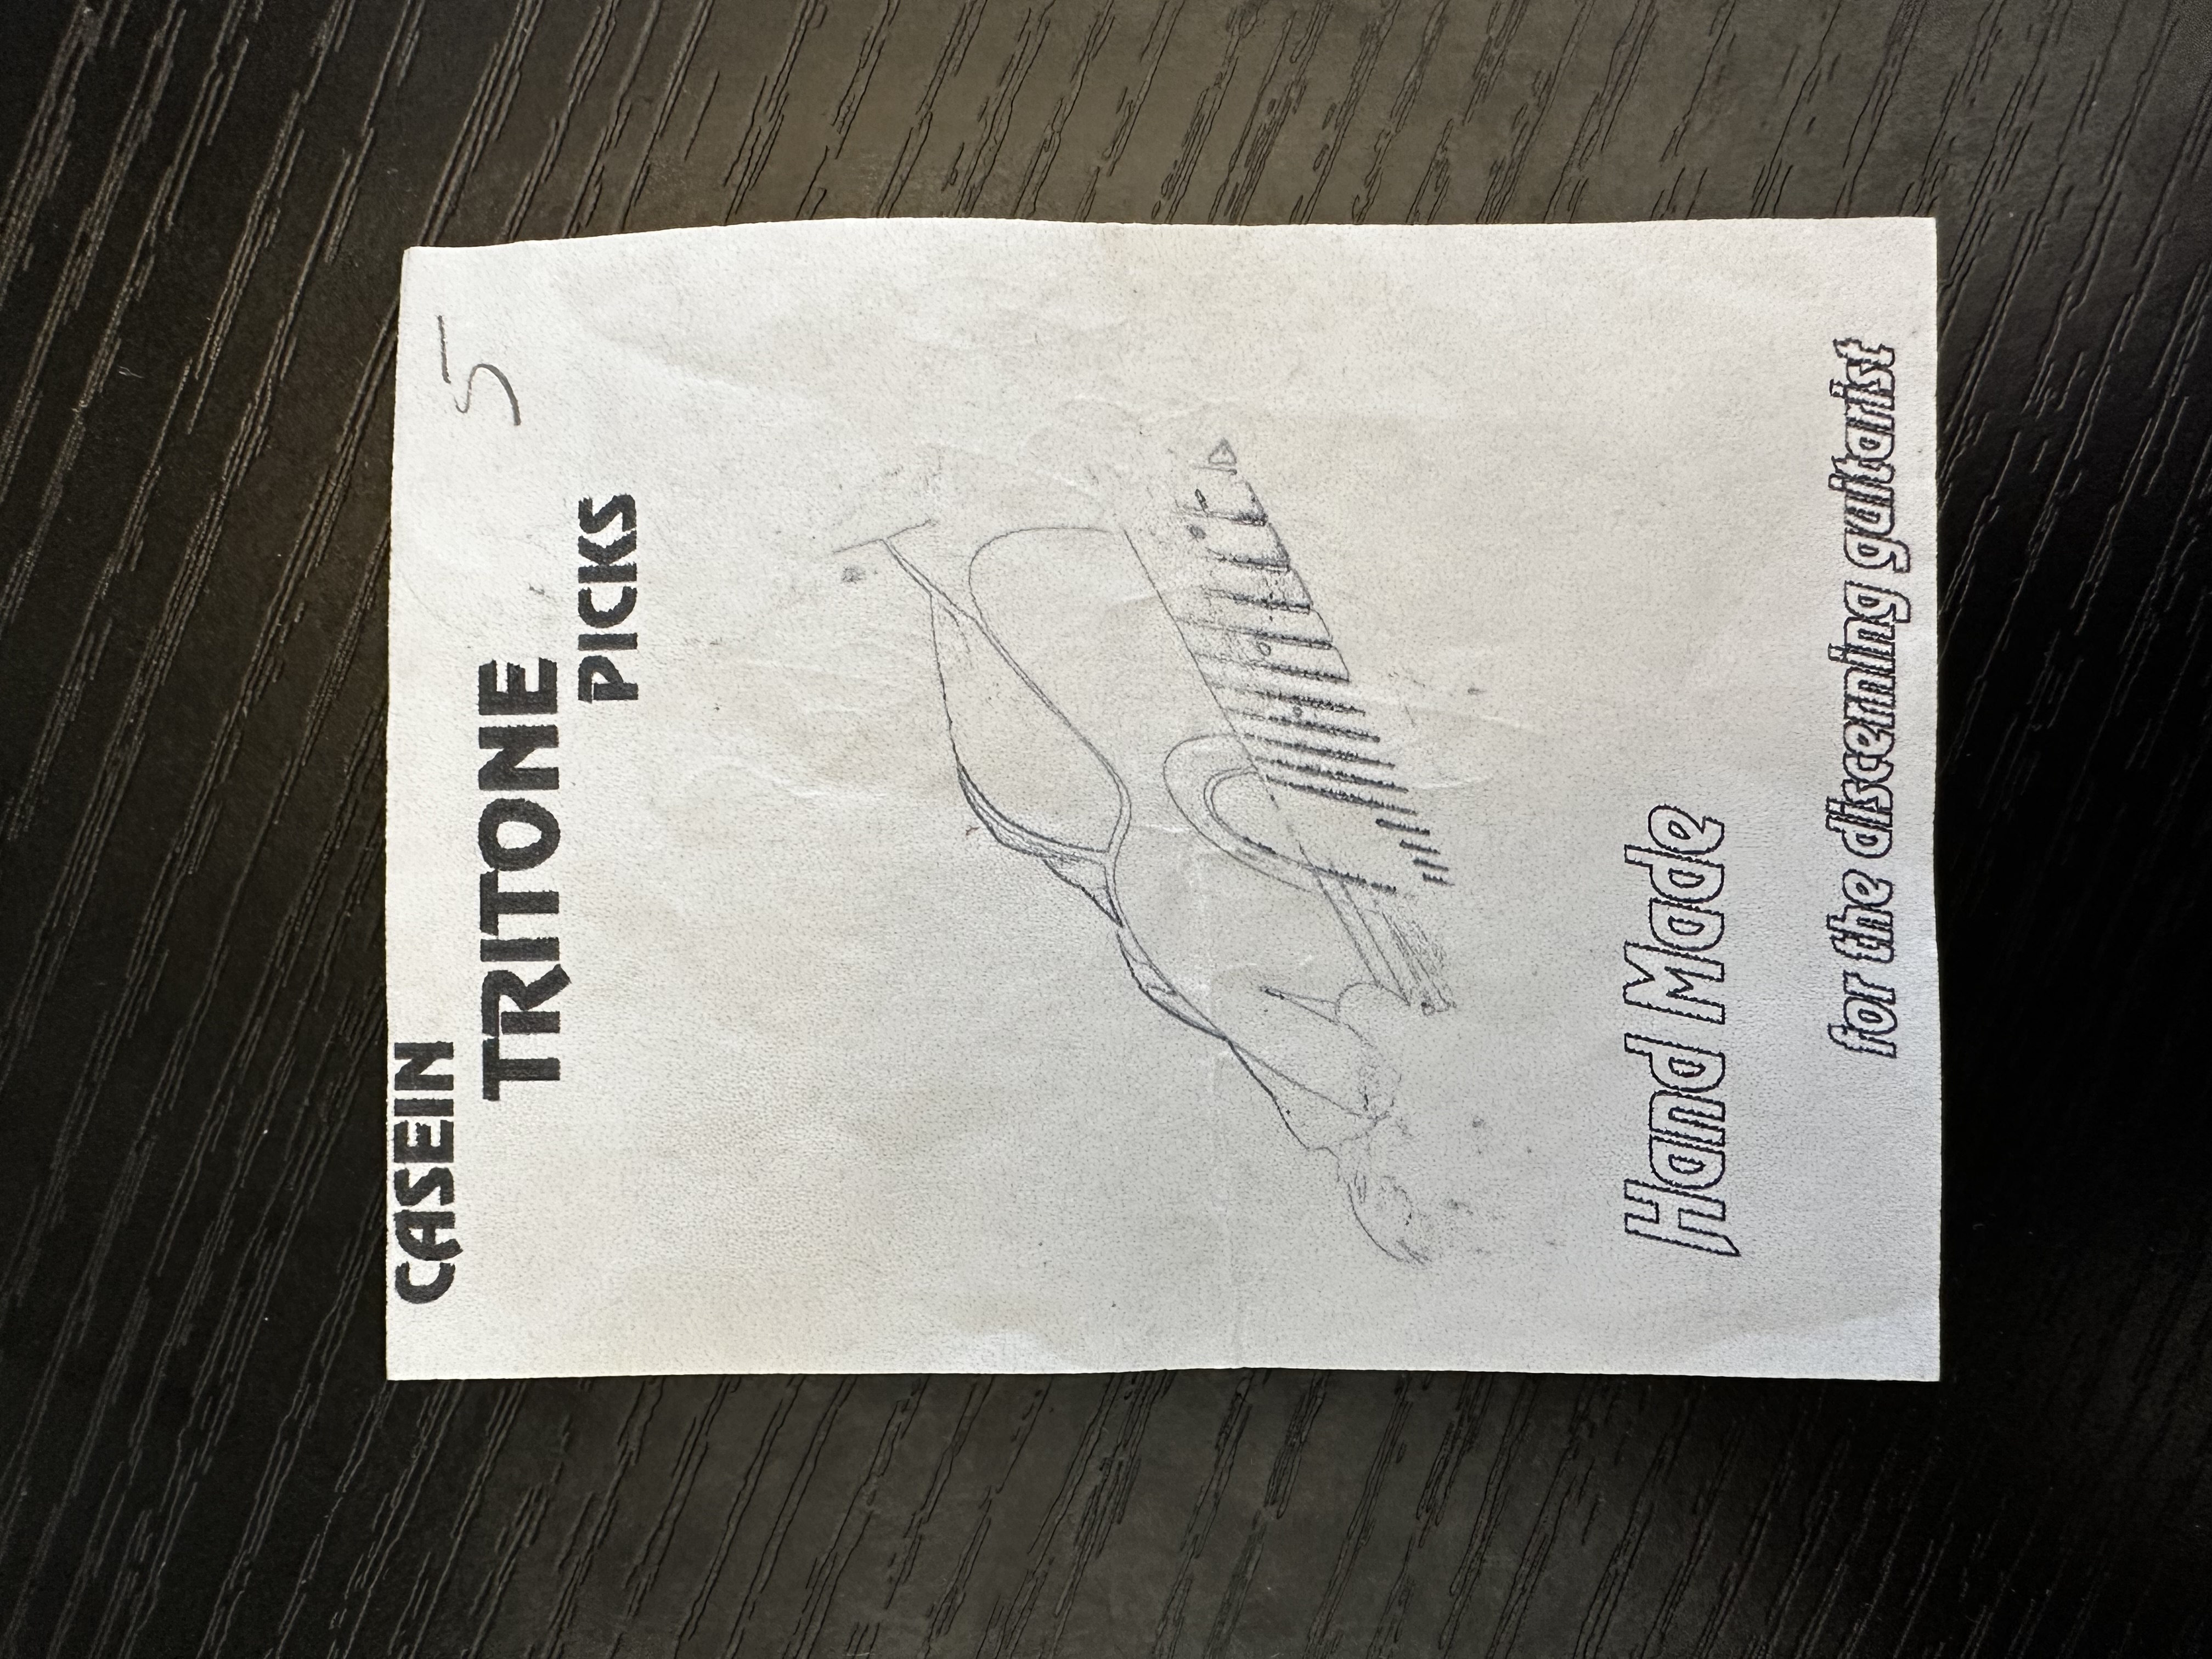 CASEIN
5
TRITONE
PICKS
Hand Made
for the discerning guitarist